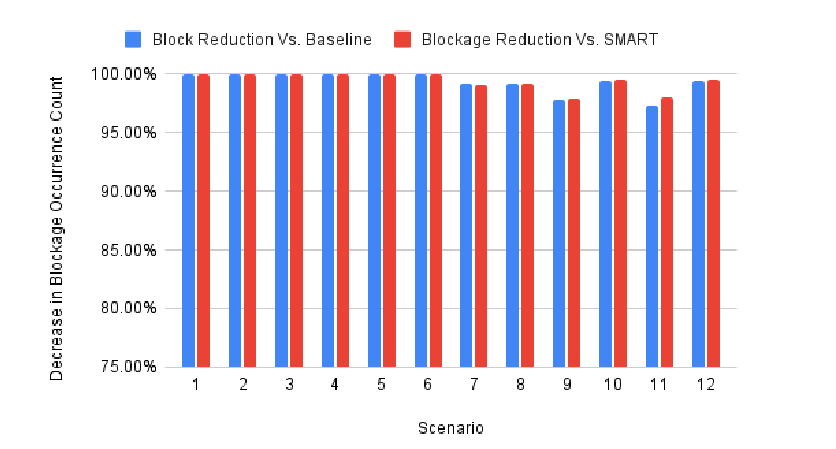 Block Reduction Vs. Baseline Blockage Reduction Vs. SMART
Decrease in Blockage Occurrence Count
100.00%
95.00%
90.00%
85.00%
80.00%
75.00%
1 2 3 4 5 6 7 8 9 10 11 12
Scenario